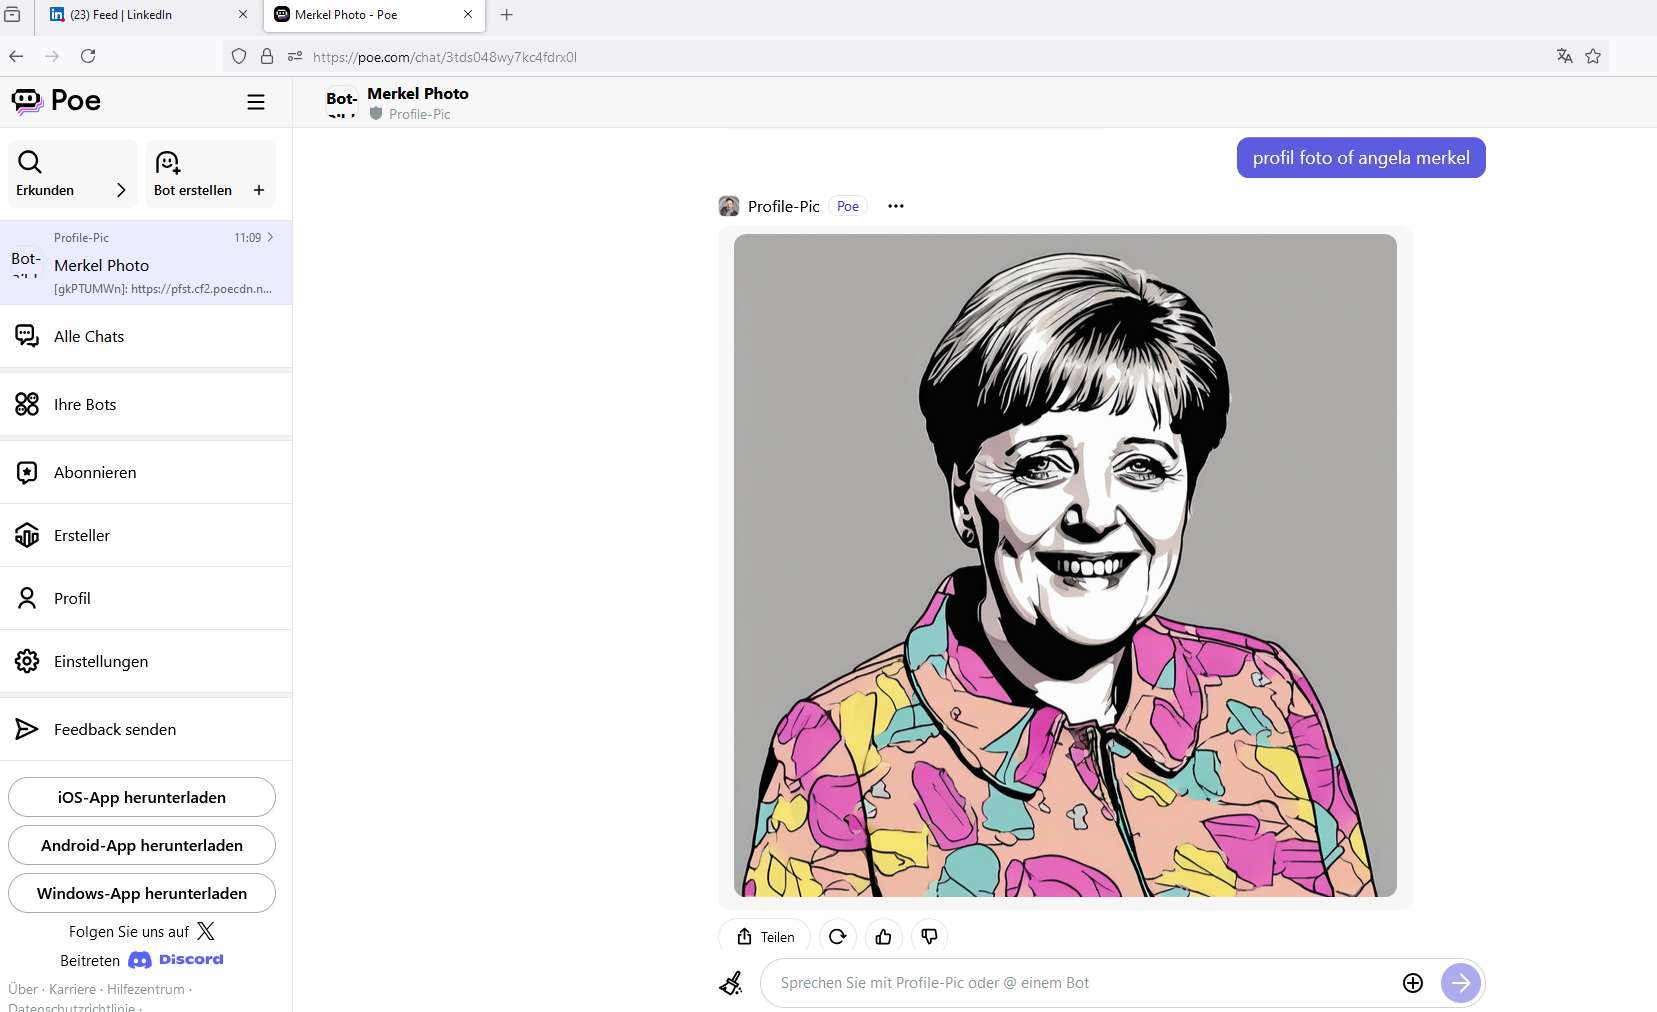 (23) Feed | LinkedIn
Merkel Photo - Poe
https://poe.com/chat/3tds048wy7kc4fdrx0l
Poe
Merkel Photo
Profile-Pic
Erkunden
Bot erstellen
Profile-Pic 11:09
Bot-
Merkel Photo
[gkPTUMWn]: https://pfst.cf2.poecdn.n...
Alle Chats
Ihre Bots
Abonnieren
Ersteller
Profil
Einstellungen
Feedback senden
iOS-App herunterladen
Android-App herunterladen
Windows-App herunterladen
Folgen Sie uns auf X
Beitreten Discord
Über · Karriere · Hilfezentrum ·
Datenschutzrichtlinie ·
Bot-
profil foto of angela merkel
Profile-Pic Poe
Teilen
Sprechen Sie mit Profile-Pic oder @ einem Bot